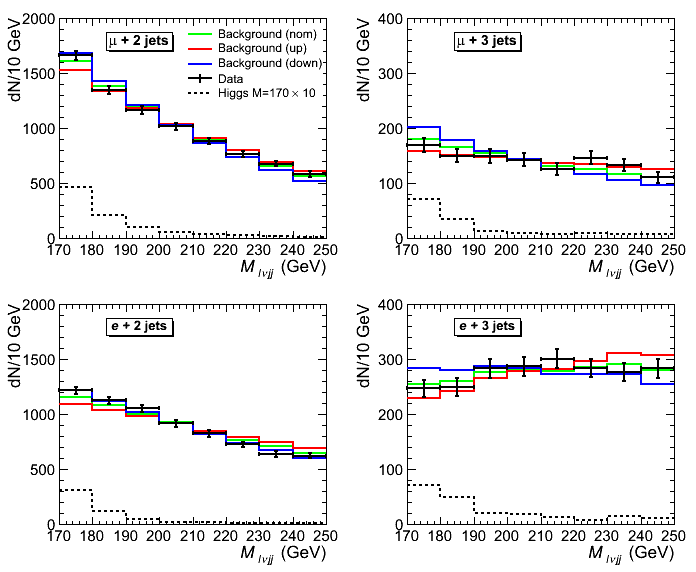 2000
1500
1000
500
0
dN/10 GeV
μ + 2 jets
Background (nom)
Background (up)
Background (down)
Data
Higgs M=170 × 10
170 180 190 200 210 220 230 240 250
M lνjj (GeV)
400
300
200
100
0
dN/10 GeV
μ + 3 jets
170 180 190 200 210 220 230 240 250
M lνjj (GeV)
2000
1500
1000
500
0
dN/10 GeV
e + 2 jets
170 180 190 200 210 220 230 240 250
M lνjj (GeV)
400
300
200
100
0
dN/10 GeV
e + 3 jets
170 180 190 200 210 220 230 240 250
M lνjj (GeV)